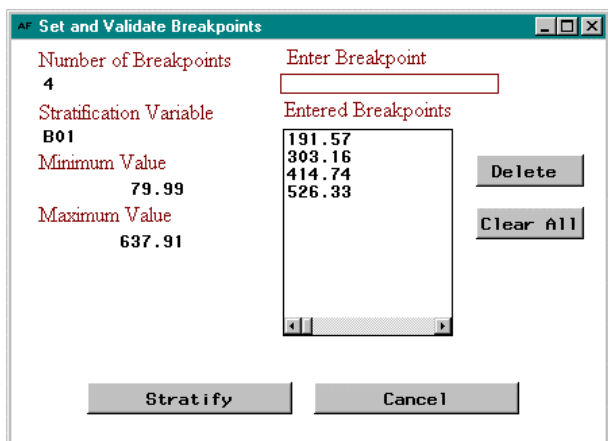 AF Set and Validate Breakpoints
Number of Breakpoints
4
Stratification Variable
B01
Minimum Value
79.99
Maximum Value
637.91
Enter Breakpoint
Entered Breakpoints
191.57
303.16
414.74
526.33
Delete
Clear All
Stratify
Cancel